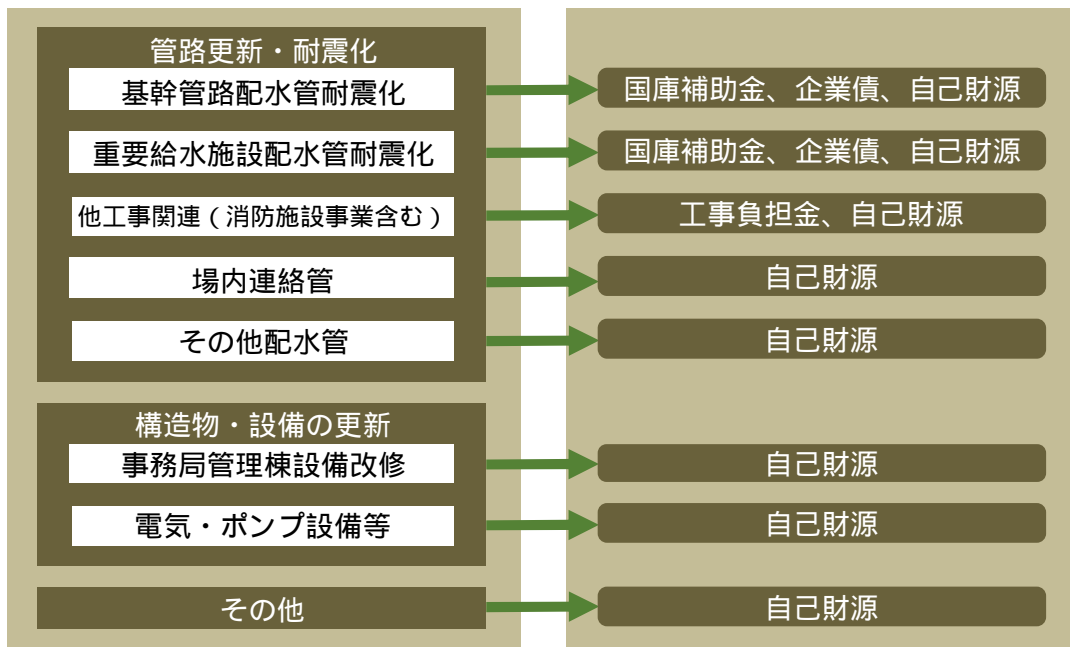 管路更新・耐震化
基幹管路配水管耐震化
国庫補助金、企業債、自己財源
重要給水施設配水管耐震化
国庫補助金、企業債、自己財源
他工事関連（消防施設事業含む）
工事負担金、自己財源
場内連絡管
自己財源
その他配水管
自己財源
構造物・設備の更新
事務局管理棟設備改修
自己財源
電気・ポンプ設備等
自己財源
その他
自己財源